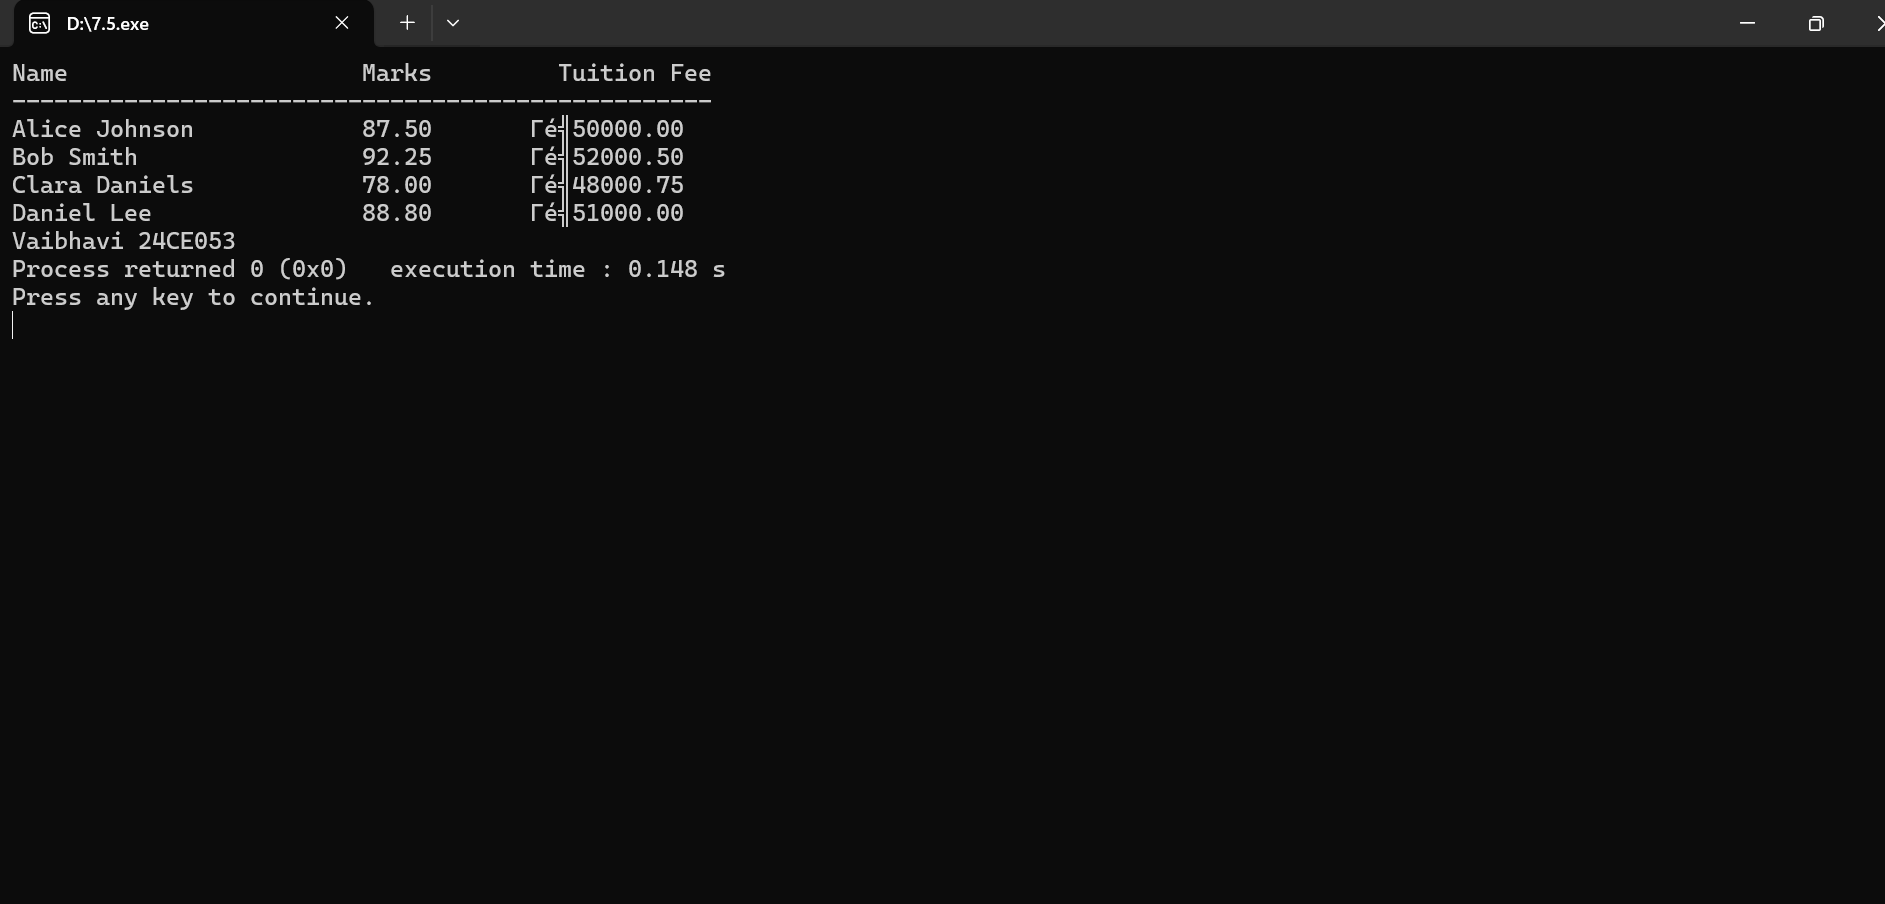 D:\7.5.exe
Name                     Marks         Tuition Fee
--------------------------------------------------
Alice Johnson            87.50       Γé╣50000.00
Bob Smith                92.25       Γé╣52000.50
Clara Daniels            78.00       Γé╣48000.75
Daniel Lee               88.80       Γé╣51000.00
Vaibhavi 24CE053
Process returned 0 (0x0)   execution time : 0.148 s
Press any key to continue.